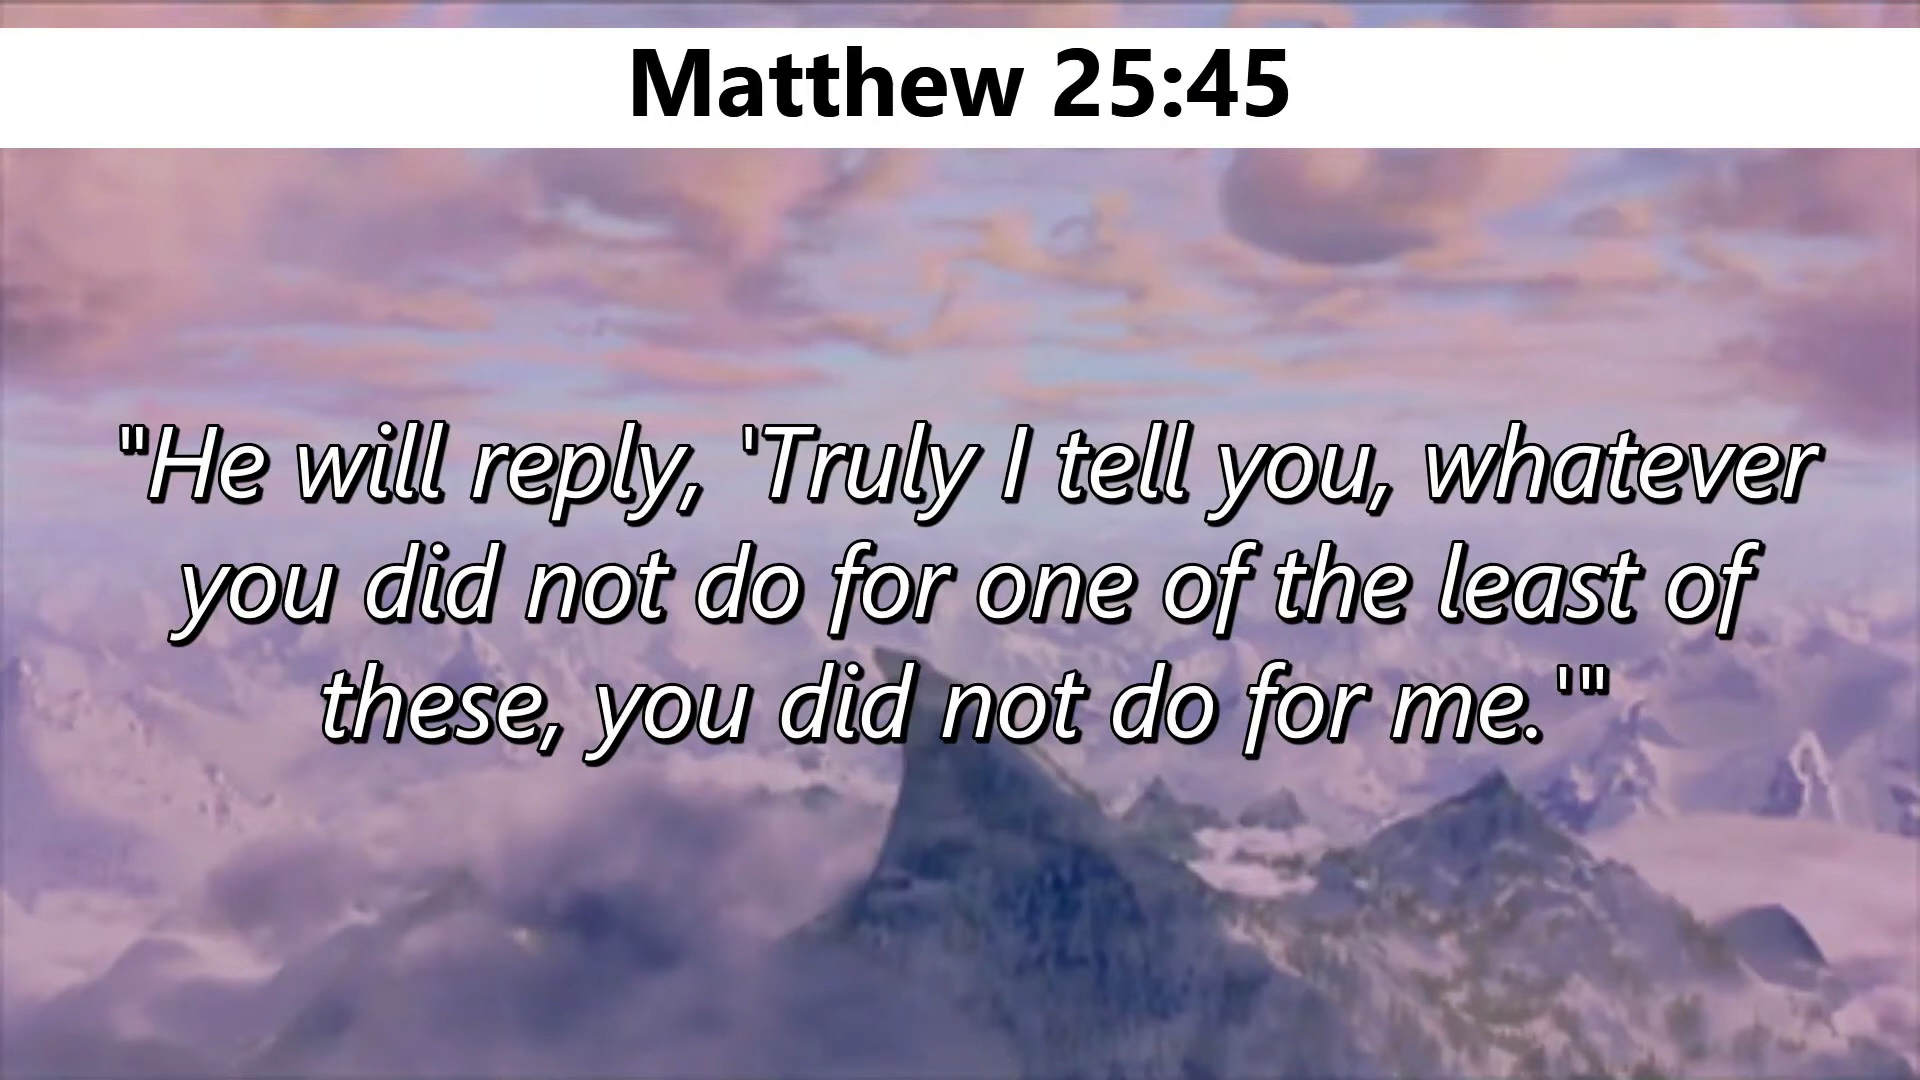 Matthew 25:45
"He will reply, 'Truly I tell you, whatever
you did not do for one of the least of
these, you did not do for me.'"